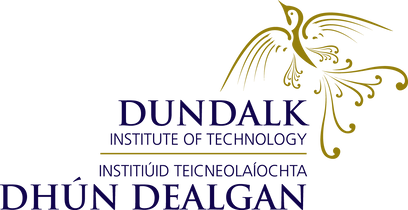 DUNDALK
INSTITUTE OF TECHNOLOGY
INSTITIÚID TEICNEOLAÍOCHTA
DHÚN DEALGAN